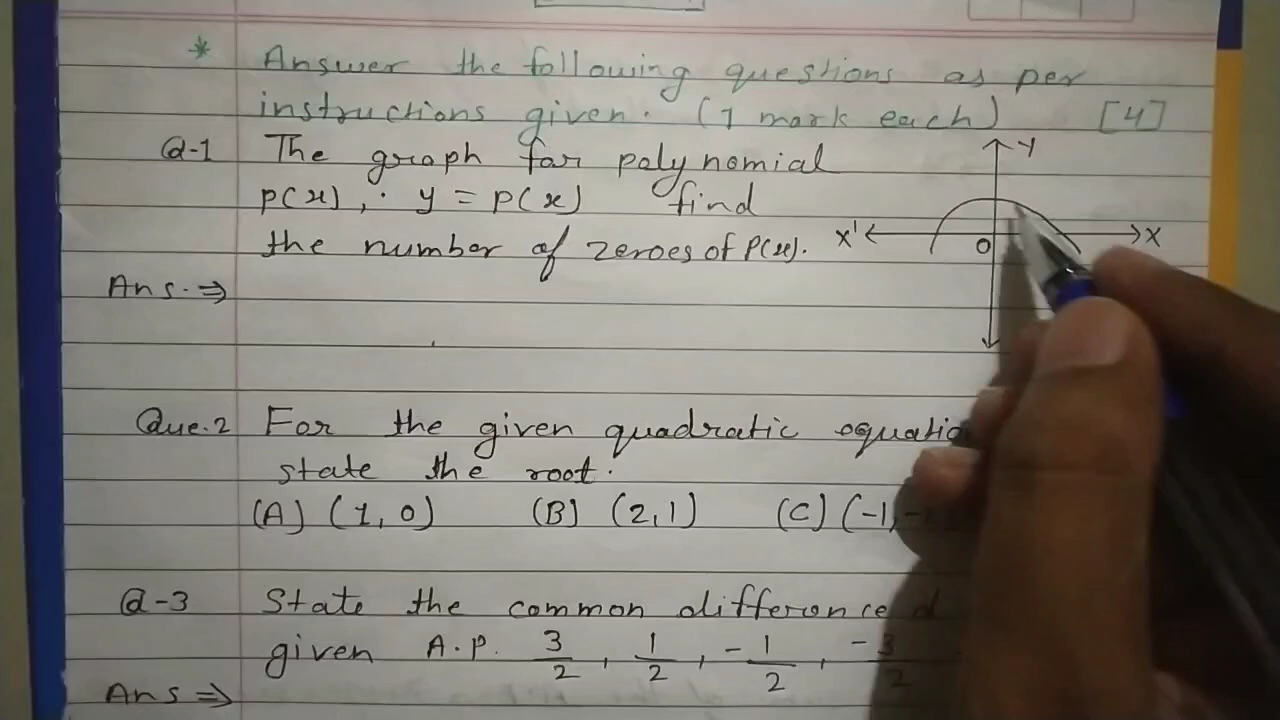 * Answer the following questions as per
instructions given. (1 mark each) [4]
Q-1 The graph for polynomial
p(x), . y = p(x) find
the number of zeroes of P(x).
Y
X' O X
Ans. ⇒
Que.2 For the given quadratic
state the root.
(A) (1, 0) (B) (2,1) (C) (-1,
Q-3 State the common difference
given A.P. 3/2, 1/2, -1/2, -3/2
Ans ⇒